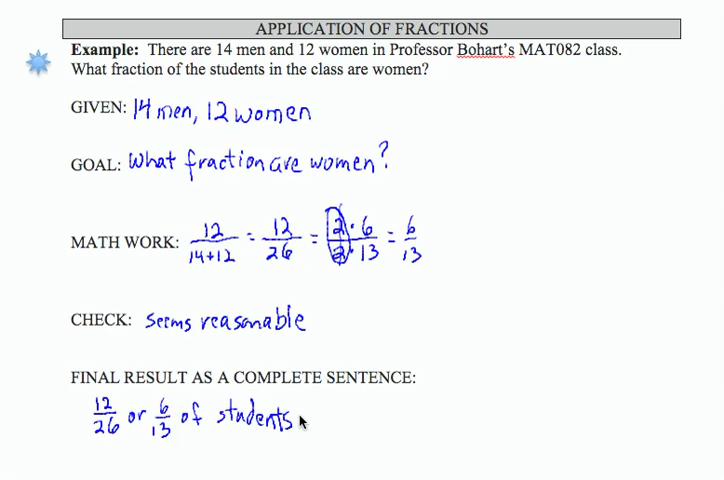 APPLICATION OF FRACTIONS
Example: There are 14 men and 12 women in Professor Bohart's MAT082 class.
What fraction of the students in the class are women?
GIVEN: 14 men, 12 women
GOAL: What fraction are women?
MATH WORK: 12/14+12 = 12/26 = 2·6/2·13 = 6/13
CHECK: seems reasonable
FINAL RESULT AS A COMPLETE SENTENCE:
12/26 or 6/13 of students